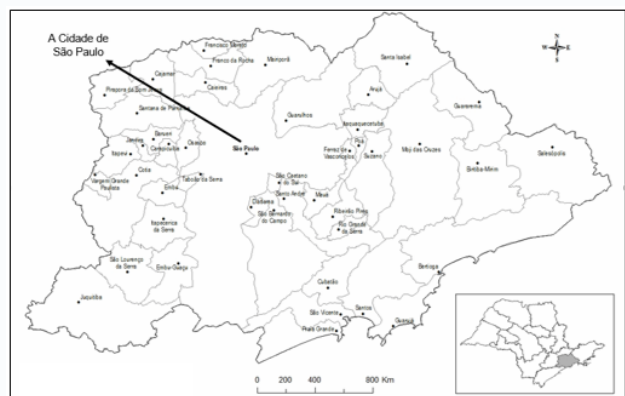 A Cidade de
São Paulo
Francisco Morato
Franco da Rocha
Mairiporã
Santa Isabel
Cajamar
Caieiras
Pirapora do Bom Jesus
Santana de Parnaíba
Arujá
Guararema
Guarulhos
Itaquaquecetuba
Barueri
Jandira
Carapicuíba
Osasco
São Paulo
Poá
Ferraz de
Vasconcelos
Suzano
Moji das Cruzes
Salesópolis
Itapevi
Biritiba-Mirim
Cotia
Taboão da Serra
Vargem Grande
Paulista
Embu
São Caetano
do Sul
Santo André
Mauá
Diadema
São Bernardo
do Campo
Ribeirão Pires
Rio Grande
da Serra
Itapecerica
da Serra
São Lourenço
da Serra
Embu-Guaçu
Bertioga
Juquitiba
Cubatão
São Vicente
Santos
Praia Grande
Guarujá
0 200 400 800 Km